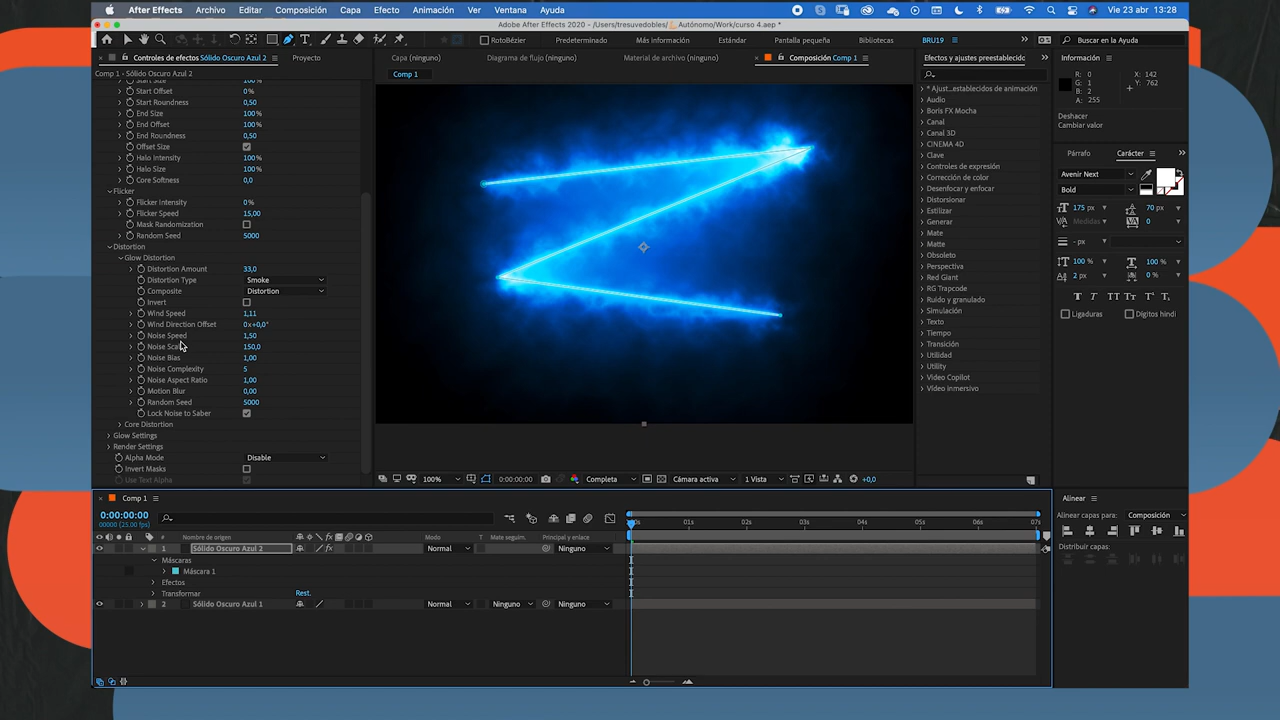 After Effects Archivo Editar Composición Capa Efecto Animación Ver Ventana Ayuda Vie 23 abr 13:28
Adobe After Effects 2020 - /Users/tresuvedobles/ Autónomo/Work/curso 4.aep *
RotoBézier Predeterminado Más información Estándar Pantalla pequeña Bibliotecas BRU19 Buscar en la Ayuda
Controles de efectos Sólido Oscuro Azul 2 Proyecto
Comp 1 · Sólido Oscuro Azul 2
Start Size 100%
Start Offset 0%
Start Roundness 0,50
End Size 100%
End Offset 100%
End Roundness 0,50
Offset Size
Halo Intensity 100%
Halo Size 100%
Core Softness 0,0
Flicker
Flicker Intensity 0%
Flicker Speed 15,00
Mask Randomization
Random Seed 5000
Distortion
Glow Distortion
Distortion Amount 33,0
Distortion Type Smoke
Composite Distortion
Invert
Wind Speed 1,11
Wind Direction Offset 0x+0,0°
Noise Speed 1,50
Noise 150,0
Noise Bias 1,00
Noise Complexity 5
Noise Aspect Ratio 1,00
Motion Blur 0,00
Random Seed 5000
Lock Noise to Saber
Core Distortion
Glow Settings
Render Settings
Alpha Mode Disable
Invert Masks
Use Text Alpha
Capa (ninguno) Diagrama de flujo (ninguno) Material de archivo (ninguno) Composición Comp 1
Comp 1
100% 0:00:00:00 Completa Cámara activa 1 Vista +0,0
Efectos y ajustes preestablecidc
* Ajust...establecidos de animación
Audio
Boris FX Mocha
Canal
Canal 3D
CINEMA 4D
Clave
Controles de expresión
Corrección de color
Desenfocar y enfocar
Distorsionar
Estilizar
Generar
Mate
Matte
Obsoleto
Perspectiva
Red Giant
RG Trapcode
Ruido y granulado
Simulación
Texto
Tiempo
Transición
Utilidad
Utility
Video Copilot
Vídeo inmersivo
Información
R: 0 X: 142
G: 1 Y: 762
B: 2
A: 255
Deshacer
Cambiar valor
Párrafo Carácter
Avenir Next
Bold
175 px 70 px
Medidas 0
- px
100 % 100 %
2 px 0 %
T T TT Tt T¹ T₁
Ligaduras Dígitos hindi
Comp 1
0:00:00:00
00000 (25.00 fps)
# Nombre de origen Modo T Mate seguim. Principal y enlace
1 Sólido Oscuro Azul 2 Normal Ninguno
Máscaras
Máscara 1
Efectos
Transformar Rest.
2 Sólido Oscuro Azul 1 Normal Ninguno Ninguno
01s 02s 03s 04s 05s 06s 07s
Alinear
Alinear capas para: Composición
Distribuir capas: